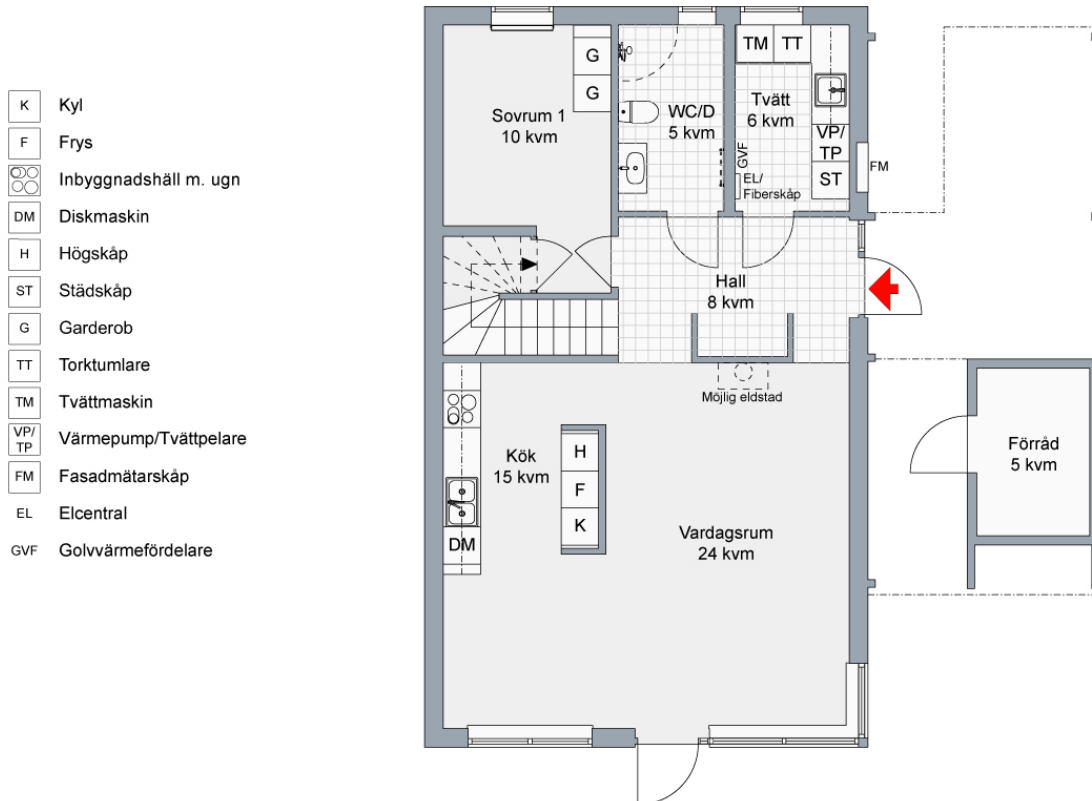 K Kyl
F Frys
Inbyggnadshäll m. ugn
DM Diskmaskin
H Högskåp
ST Städskåp
G Garderob
TT Torktumlare
TM Tvättmaskin
VP/
TP Värmepump/Tvättpelare
FM Fasadmätarskåp
EL Elcentral
GVF Golvvärmefördelare
G
G
Sovrum 1
10 kvm
WC/D
5 kvm
TM TT
Tvätt
6 kvm
VP/
TP
ST
GVF
EL/
Fiberskåp
FM
Hall
8 kvm
Möjlig eldstad
Kök
15 kvm
H
F
K
DM
Vardagsrum
24 kvm
Förråd
5 kvm